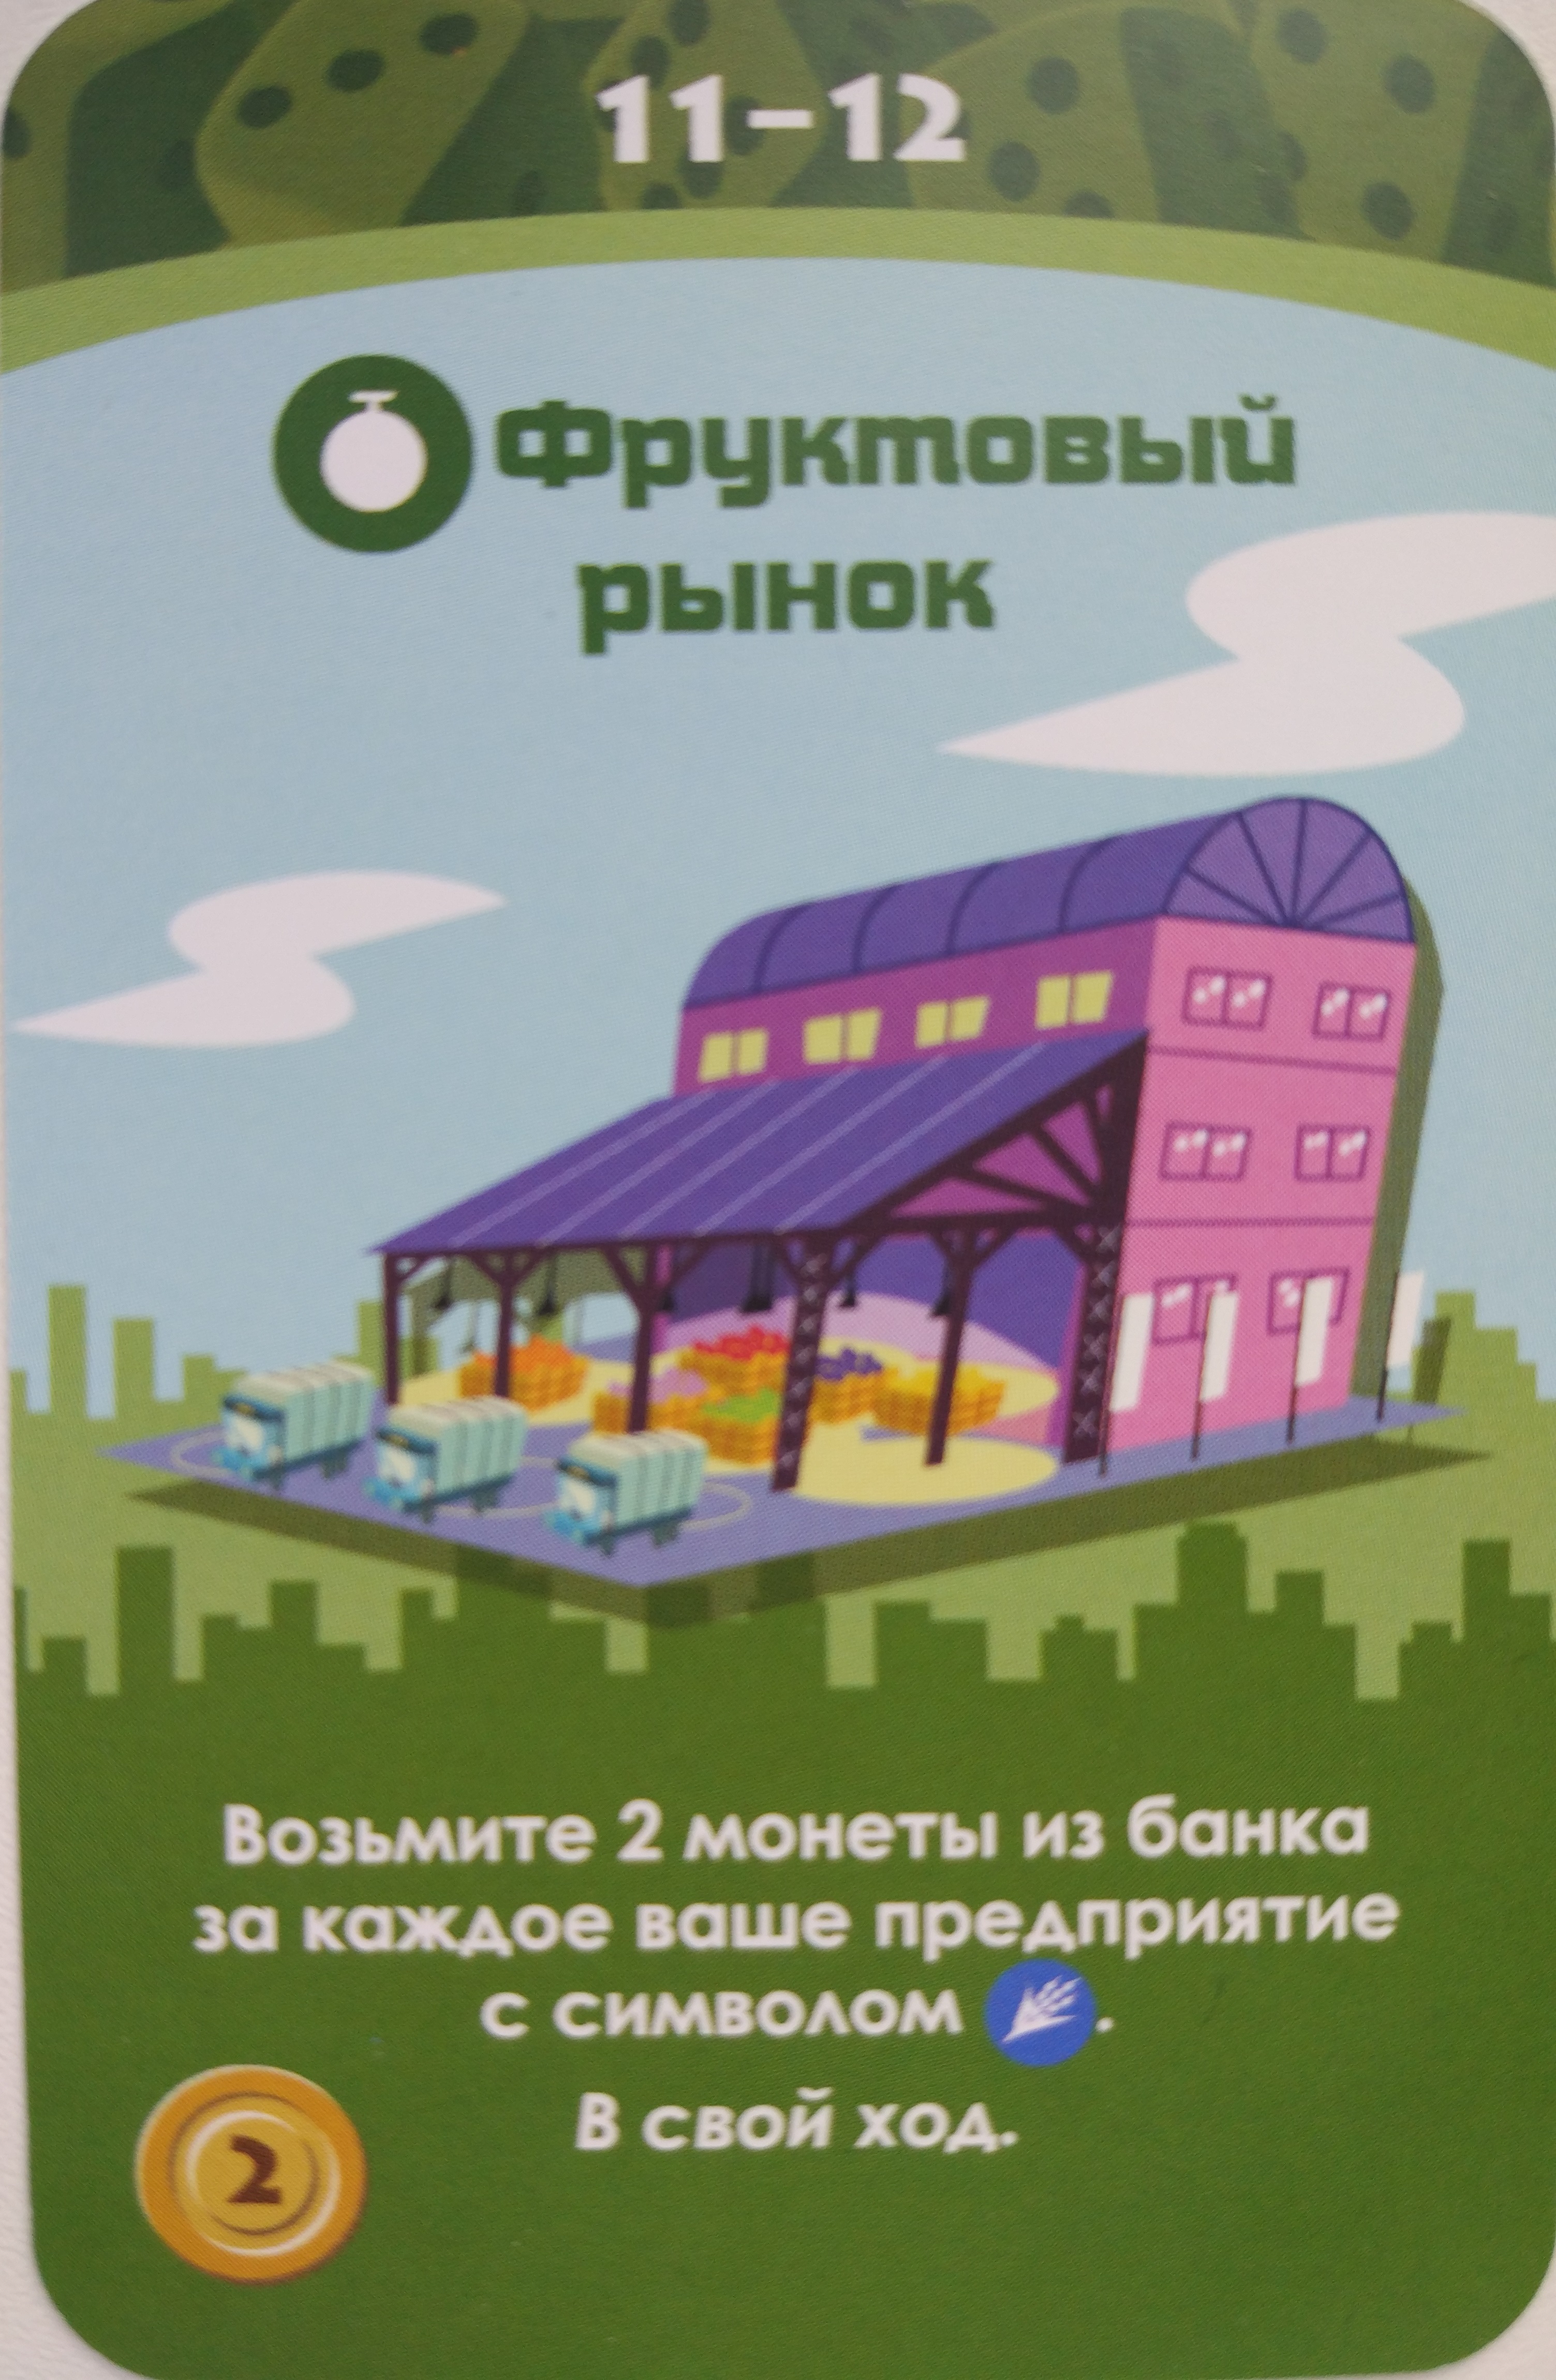 11–12
Фруктовый
рынок
Возьмите 2 монеты из банка
за каждое ваше предприятие
с символом .
В свой ход.
2